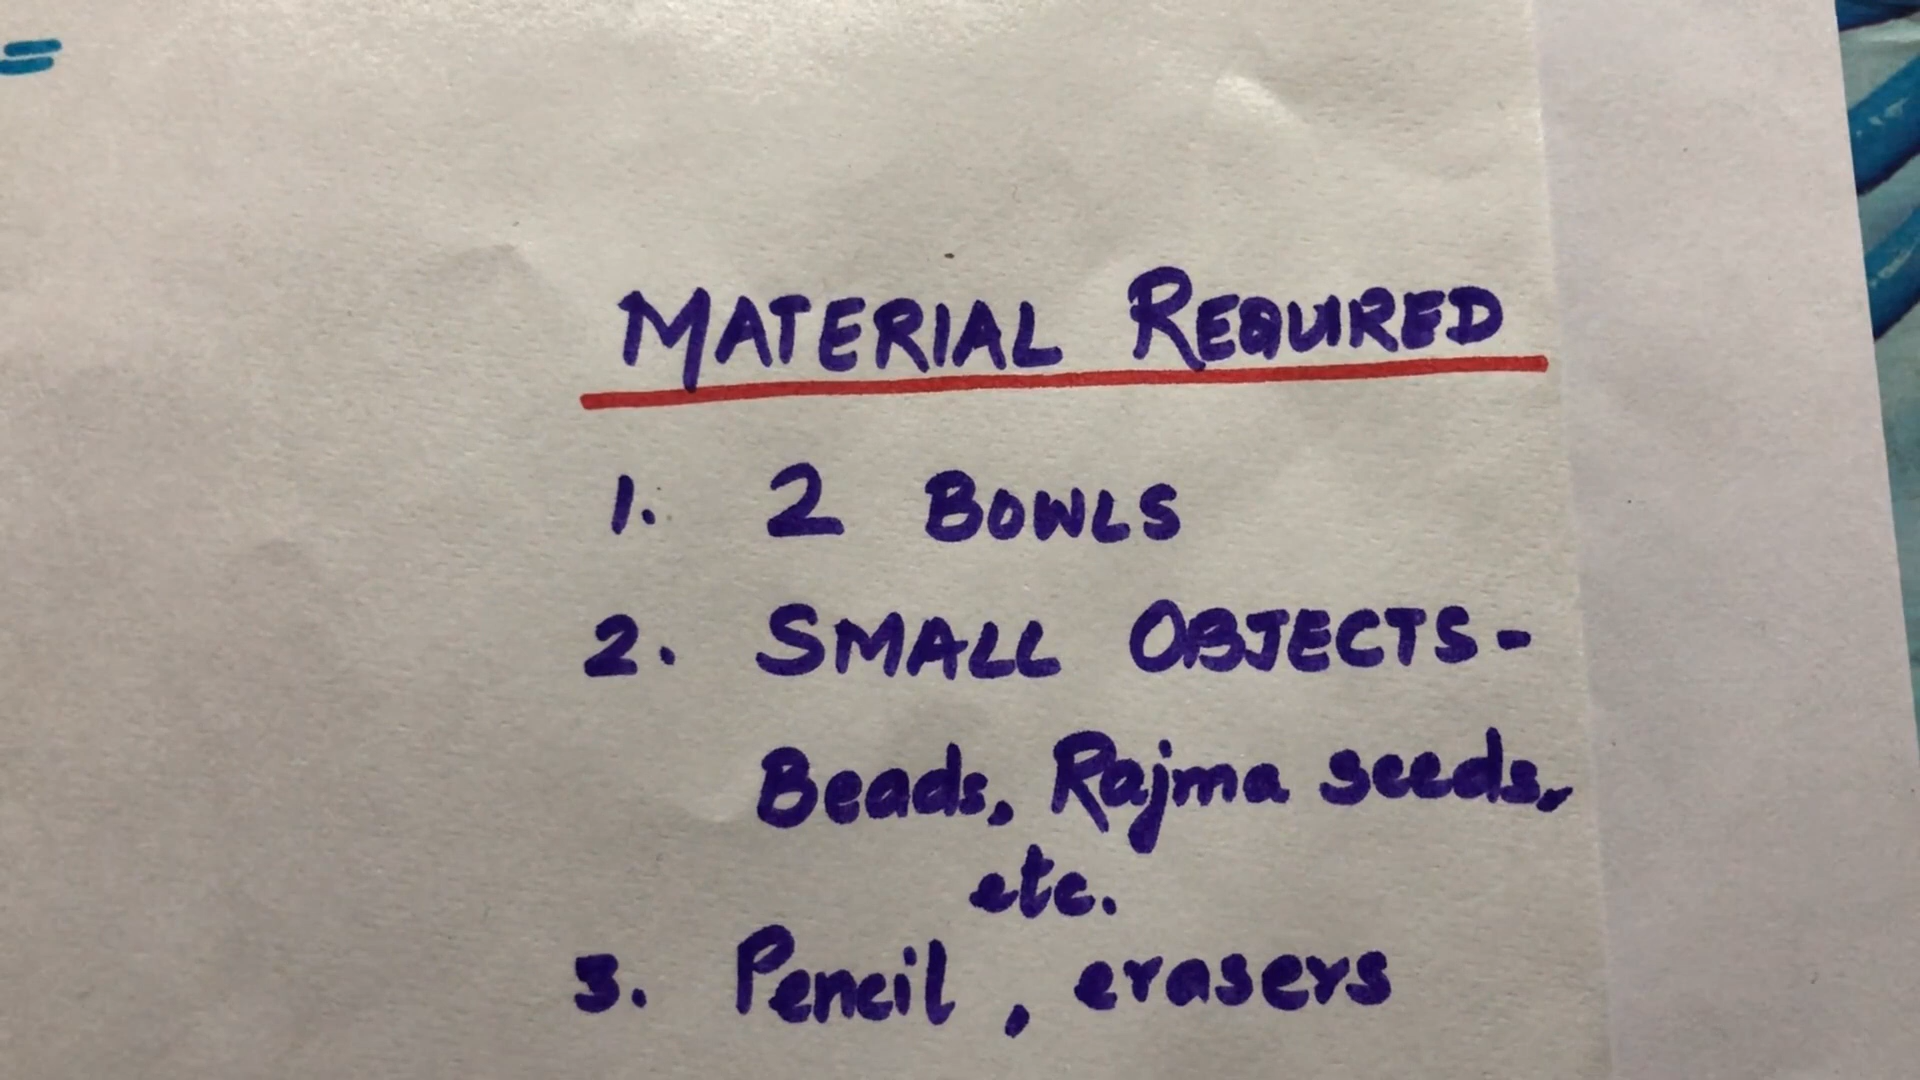 =
MATERIAL REQUIRED
1. 2 BOWLS
2. SMALL OBJECTS-
Beads, Rajma seeds,
etc.
3. Pencil, erasers